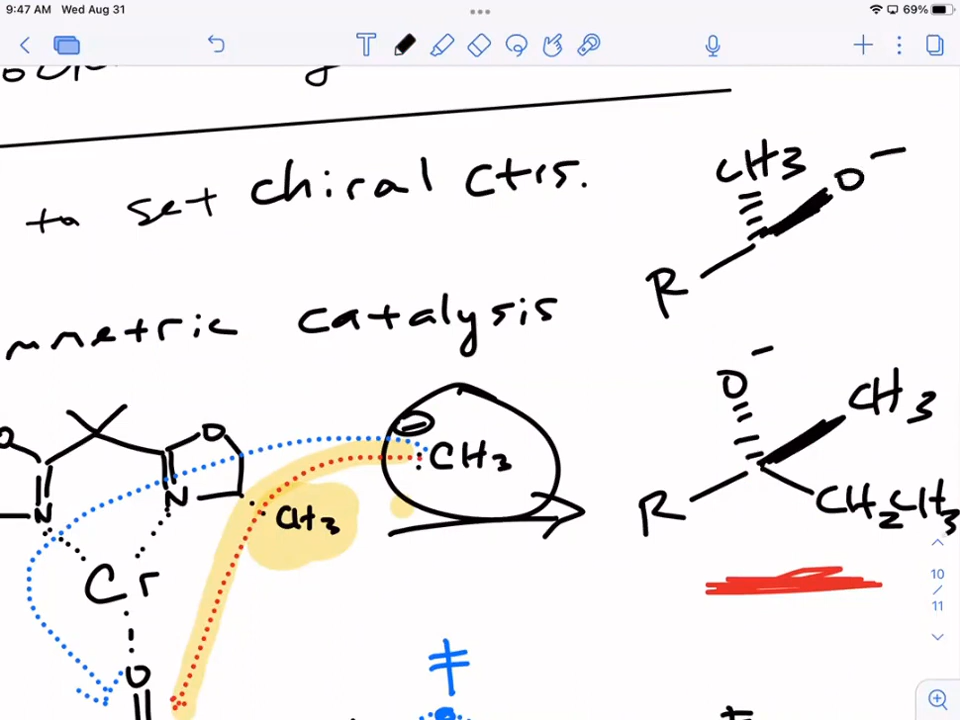 9:47 AM Wed Aug 31
69%
T
to set chiral ctrs.
CH3
O −
R
mmetric catalysis
O
O
N
N
CH3
− :CH3
Cr
O
O −
CH3
R
CH2CH3
10
/
11
‡